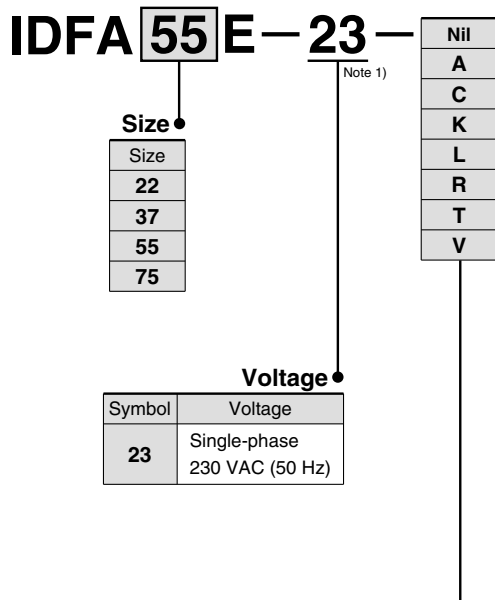 IDFA 55 E — 23 —
Note 1)
Nil
A
C
K
L
R
T
V
Size
Size
22
37
55
75
Voltage
Symbol Voltage
23 Single-phase
230 VAC (50 Hz)